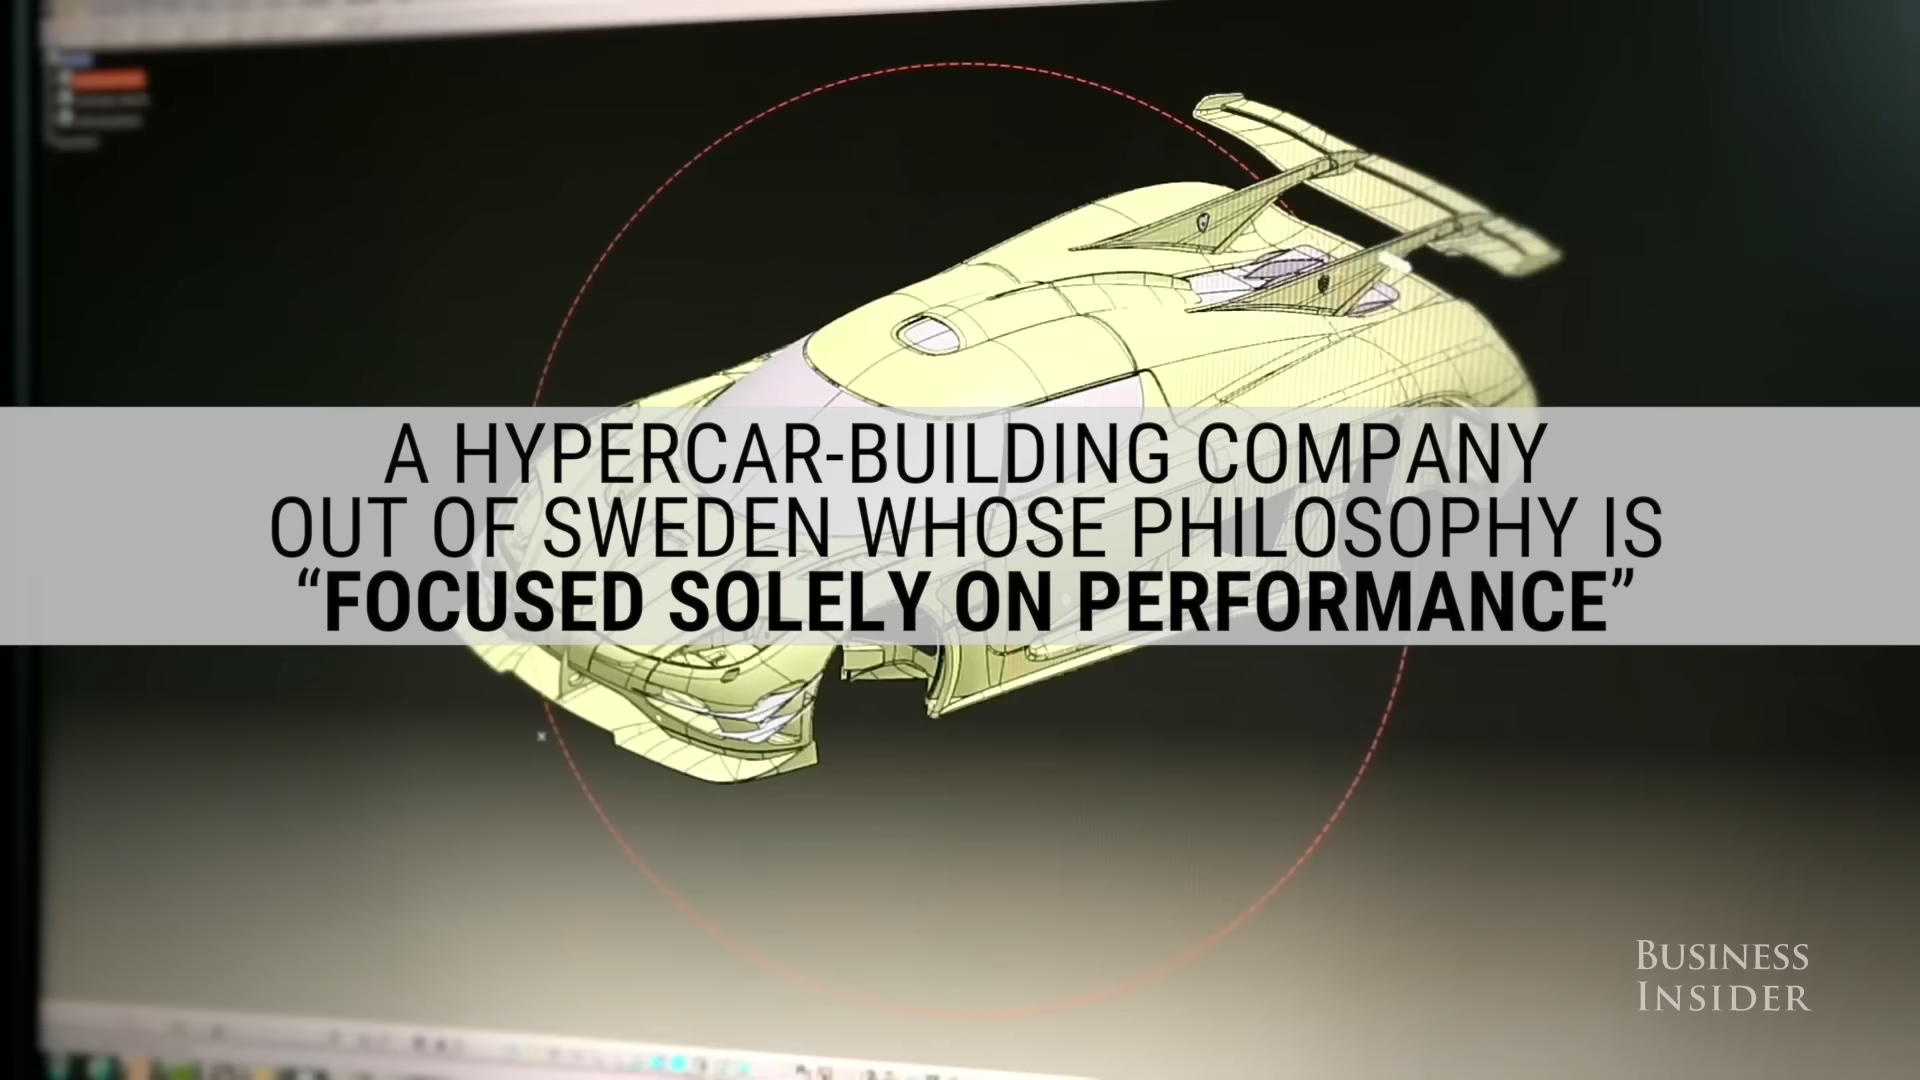 A HYPERCAR-BUILDING COMPANY
OUT OF SWEDEN WHOSE PHILOSOPHY IS
“FOCUSED SOLELY ON PERFORMANCE”
BUSINESS
INSIDER